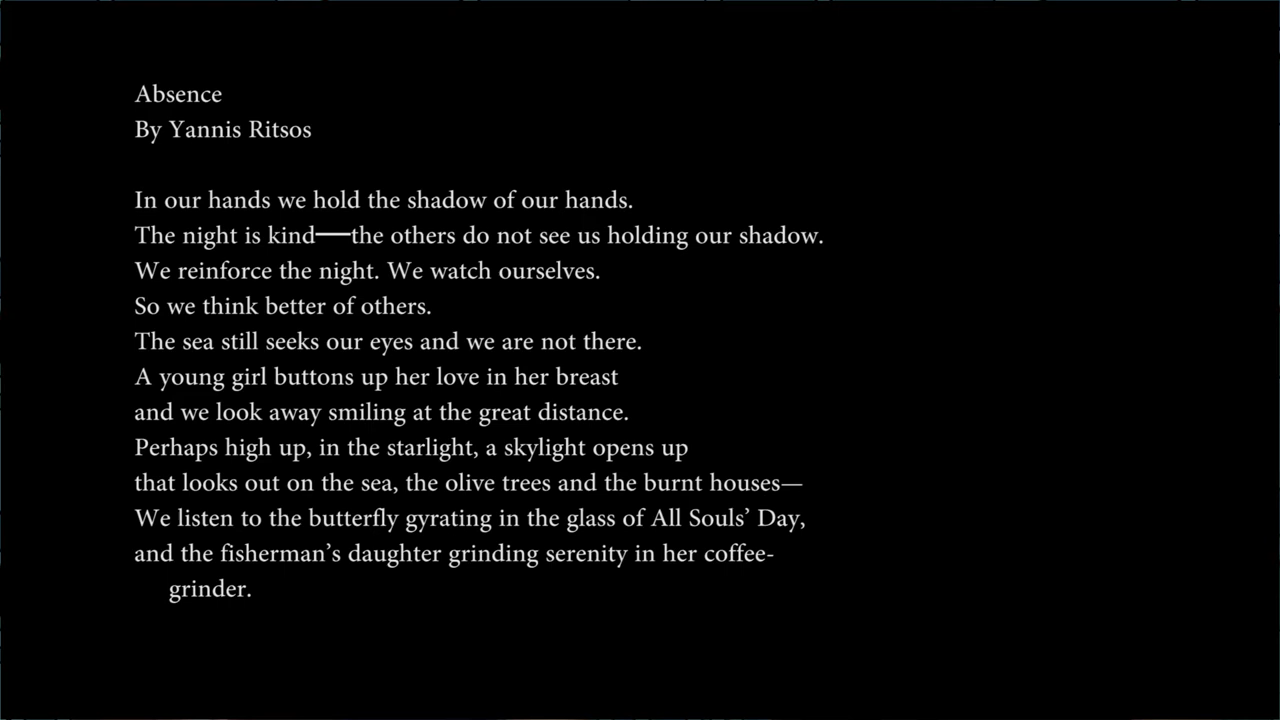 Absence
By Yannis Ritsos
In our hands we hold the shadow of our hands.
The night is kind—the others do not see us holding our shadow.
We reinforce the night. We watch ourselves.
So we think better of others.
The sea still seeks our eyes and we are not there.
A young girl buttons up her love in her breast
and we look away smiling at the great distance.
Perhaps high up, in the starlight, a skylight opens up
that looks out on the sea, the olive trees and the burnt houses—
We listen to the butterfly gyrating in the glass of All Souls’ Day,
and the fisherman’s daughter grinding serenity in her coffee-
grinder.